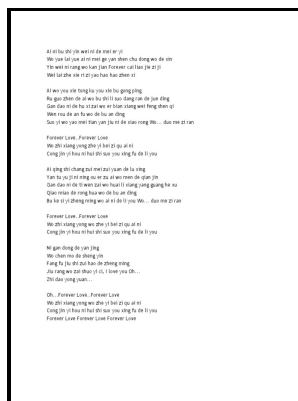 Ai ni bu shi yin wei ni de mei er yi
Wo yue lai yue ai ni mei ge yan shen chu dong wo de xin
Yin wei ni rang wo kan jian Forever cai liao jie zi ji
Wei lai zhe xie ri zi yao hao hao zhen xi
Ai wo you xie tong ku you xie bu gong ping
Ru guo zhen de ai wo bu shi li suo dang ran de jue ding
Gan dao ni de hu xi zai wo er bian xiang wei feng shen qi
Wen rou de an fu wo de bu an ding
Suo yi wo yao mei tian yan jiu ni de xiao rong Wo... duo me zi ran
Forever Love..Forever Love
Wo zhi xiang yong zhe yi bei zi qu ai ni
Cong jin yi hou ni hui shi suo you xing fu de li you
Ai qing shi chang zui mei zui yuan de lu xing
Yan tu yu ji ni ning ou er zu ai wo men de qian jin
Gan dao ni de ti wen zai wo huai li xiang yang guang he xu
Qiao miao de rong hua wo de bu an ding
Bu ke si yi zheng ming wo ai ni de li you Wo... duo me zi ran
Forever Love..Forever Love
Wo zhi xiang yong wo zhe yi bei zi qu ai ni
Cong jin yi hou ni hui shi suo you xing fu de li you
Ni gan dong de yan jing
Wo chen mo de sheng yin
Fang fu jiu shi zui hao de zheng ming
Jiu rang wo zai shuo yi ci, I love you Oh...
Zhi dao yong yuan...
Oh...Forever Love..Forever Love
Wo zhi xiang yong wo zhe yi bei zi qu ai ni
Cong jin yi hou ni hui shi suo you xing fu de li you
Forever Love Forever Love Forever Love